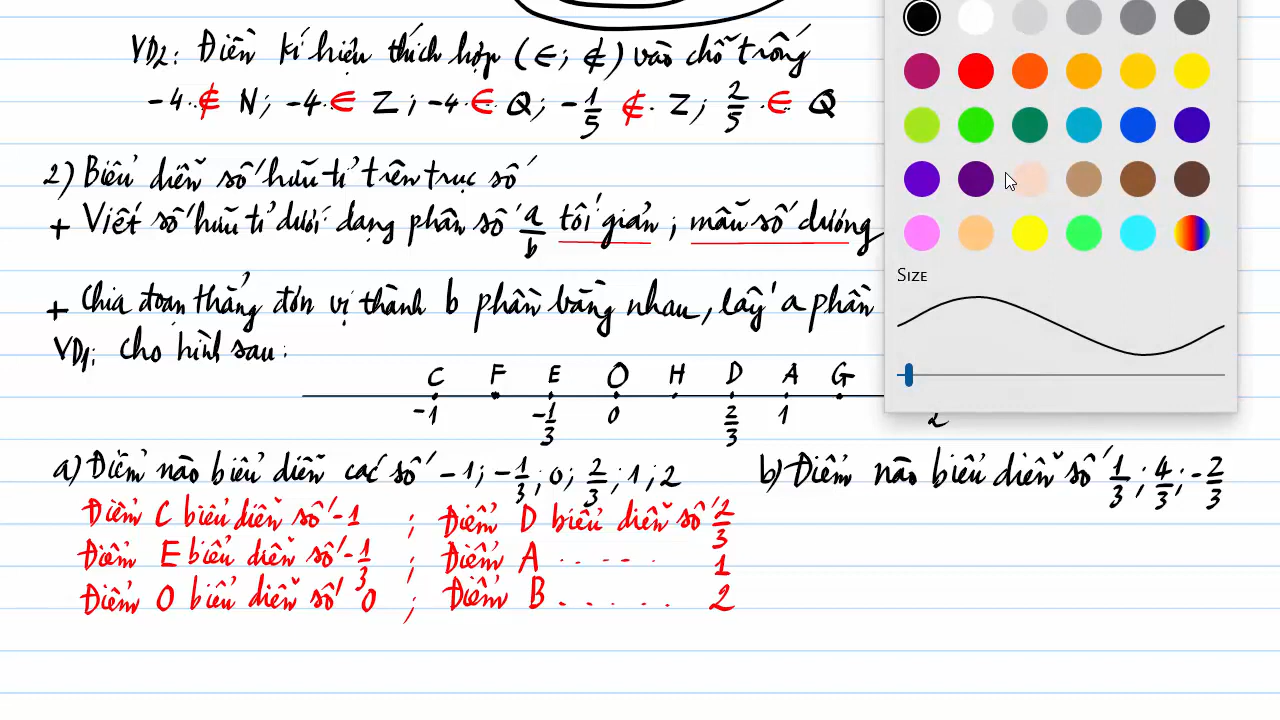 VD2: Điền kí hiệu thích hợp (∈; ∉) vào chỗ trống
-4 ∉ N; -4 ∈ Z; -4 ∈ Q; -1/5 ∉ Z; 2/5 ∈ Q
2) Biểu diễn số hữu tỉ trên trục số
+ Viết số hữu tỉ dưới dạng phân số a/b tối giản; mẫu số dương
+ Chia đoạn thẳng đơn vị thành b phần bằng nhau, lấy a phần
VD1: Cho hình sau:
C F E O H D A G
-1 -1/3 0 2/3 1 2
a) Điểm nào biểu diễn các số -1; -1/3; 0; 2/3; 1; 2
b) Điểm nào biểu diễn số 1/3; 4/3; -2/3
Điểm C biểu diễn số -1 ; Điểm D biểu diễn số 2/3
Điểm E biểu diễn số -1/3 ; Điểm A ..... 1
Điểm O biểu diễn số 0 ; Điểm B ...... 2
Size